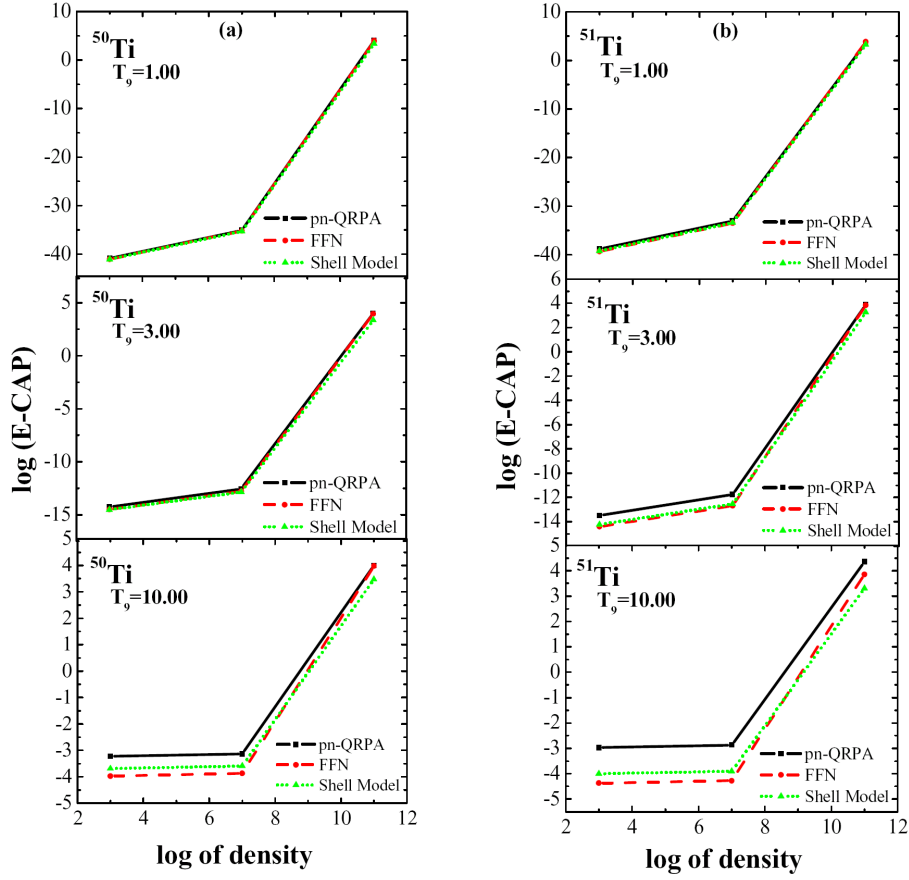 (a)
⁵⁰Ti
T₉=1.00
10
0
-10
-20
-30
-40
pn-QRPA
FFN
Shell Model
⁵⁰Ti
T₉=3.00
5
0
-5
-10
-15
pn-QRPA
FFN
Shell Model
⁵⁰Ti
T₉=10.00
5
4
3
2
1
0
-1
-2
-3
-4
-5
pn-QRPA
FFN
Shell Model
2 4 6 8 10 12
log of density
log (E-CAP)
(b)
⁵¹Ti
T₉=1.00
10
0
-10
-20
-30
-40
pn-QRPA
FFN
Shell Model
⁵¹Ti
T₉=3.00
6
4
2
0
-2
-4
-6
-8
-10
-12
-14
pn-QRPA
FFN
Shell Model
⁵¹Ti
T₉=10.00
5
4
3
2
1
0
-1
-2
-3
-4
-5
pn-QRPA
FFN
Shell Model
2 4 6 8 10 12
log of density
log (E-CAP)